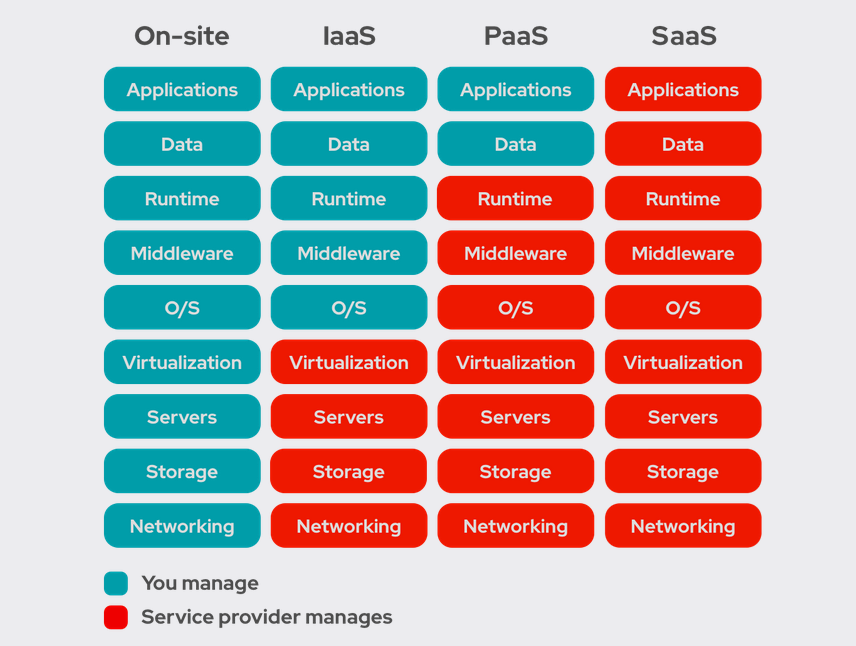 On-site IaaS PaaS SaaS
Applications Applications Applications Applications
Data Data Data Data
Runtime Runtime Runtime Runtime
Middleware Middleware Middleware Middleware
O/S O/S O/S O/S
Virtualization Virtualization Virtualization Virtualization
Servers Servers Servers Servers
Storage Storage Storage Storage
Networking Networking Networking Networking
You manage
Service provider manages